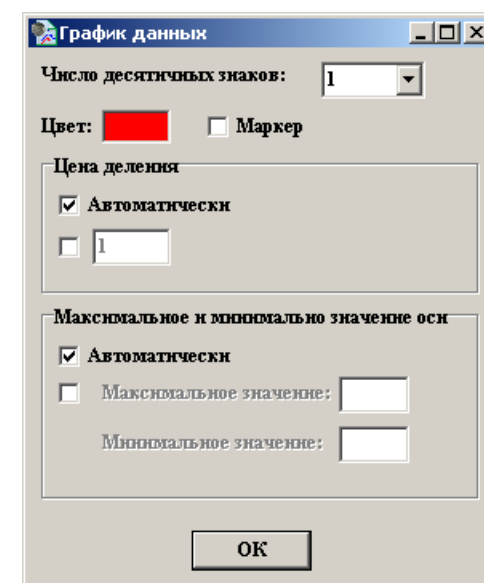 График данных
Число десятичных знаков: 1
Цвет: Маркер
Цена деления
Автоматически
1
Максимальное и минимально значение оси
Автоматически
Максимальное значение:
Минимальное значение:
ОК